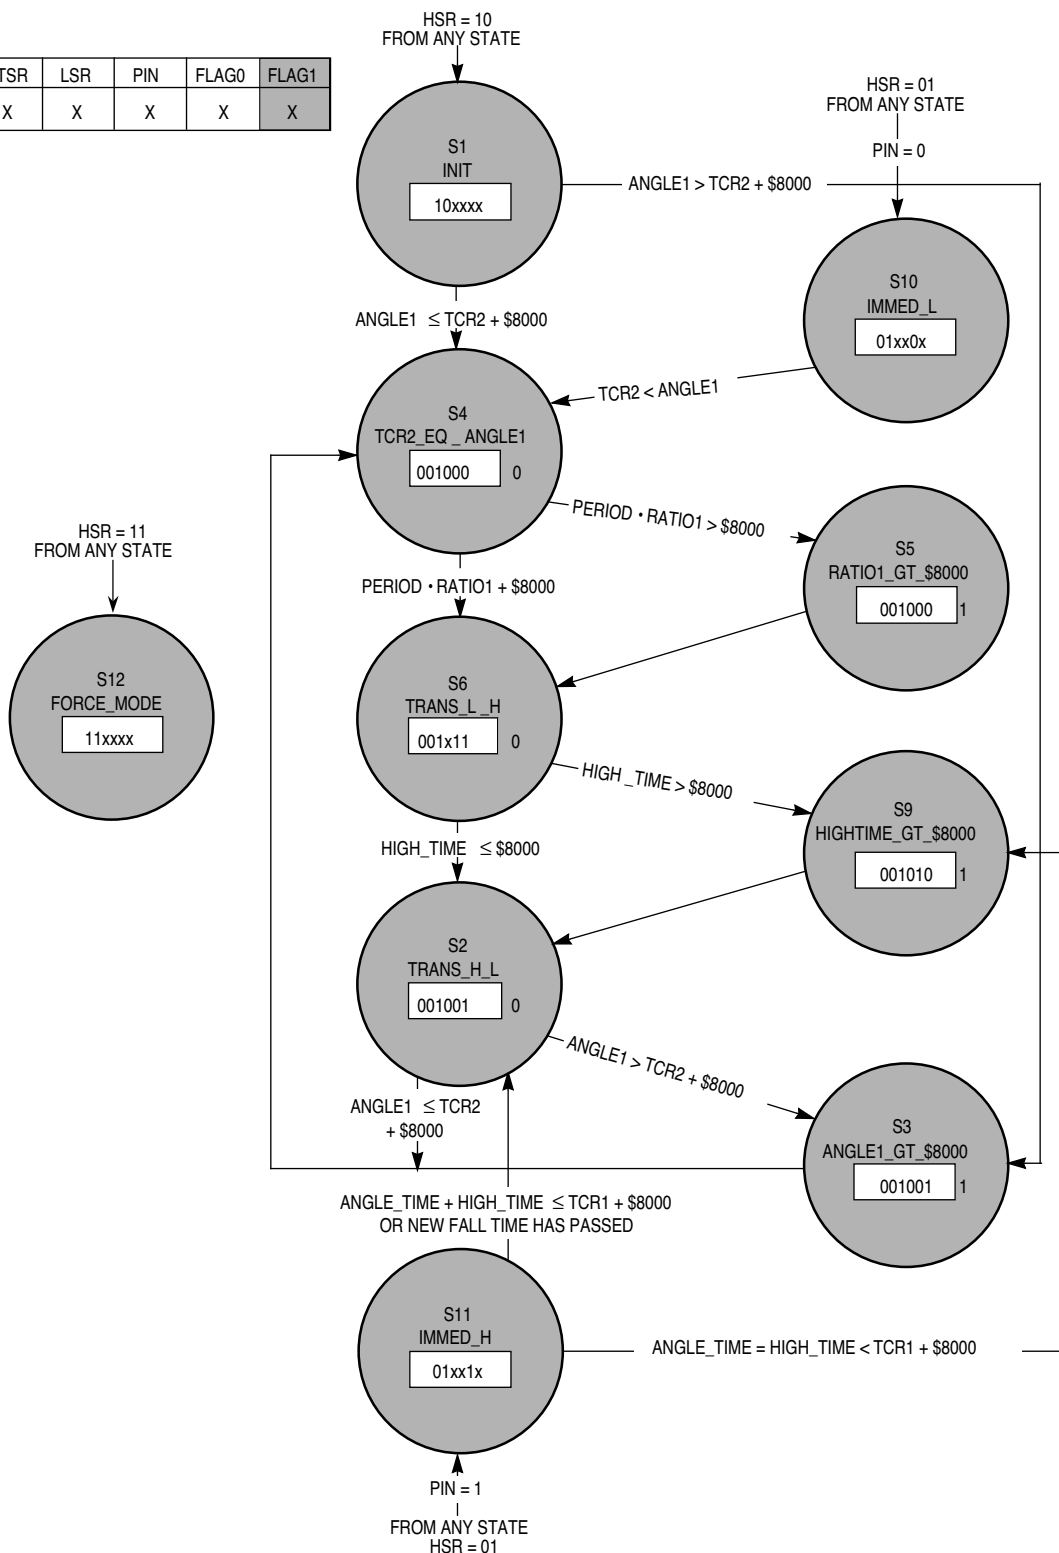 HSR = 10
FROM ANY STATE
TSR LSR PIN FLAG0 FLAG1
X X X X X
HSR = 01
FROM ANY STATE
PIN = 0
S1
INIT
10xxxx
ANGLE1 > TCR2 + $8000
S10
IMMED_L
01xx0x
ANGLE1 ≤ TCR2 + $8000
TCR2 < ANGLE1
S4
TCR2_EQ _ ANGLE1
001000 0
PERIOD • RATIO1 > $8000
HSR = 11
FROM ANY STATE
S5
RATIO1_GT_$8000
001000 1
PERIOD • RATIO1 + $8000
S12
FORCE_MODE
11xxxx
S6
TRANS_L _H
001x11 0
HIGH _TIME > $8000
S9
HIGHTIME_GT_$8000
001010 1
HIGH_TIME ≤ $8000
S2
TRANS_H_L
001001 0
ANGLE1 > TCR2 + $8000
ANGLE1 ≤ TCR2
+ $8000
S3
ANGLE1_GT_$8000
001001 1
ANGLE_TIME + HIGH_TIME ≤ TCR1 + $8000
OR NEW FALL TIME HAS PASSED
S11
IMMED_H
01xx1x
ANGLE_TIME = HIGH_TIME < TCR1 + $8000
PIN = 1
FROM ANY STATE
HSR = 01